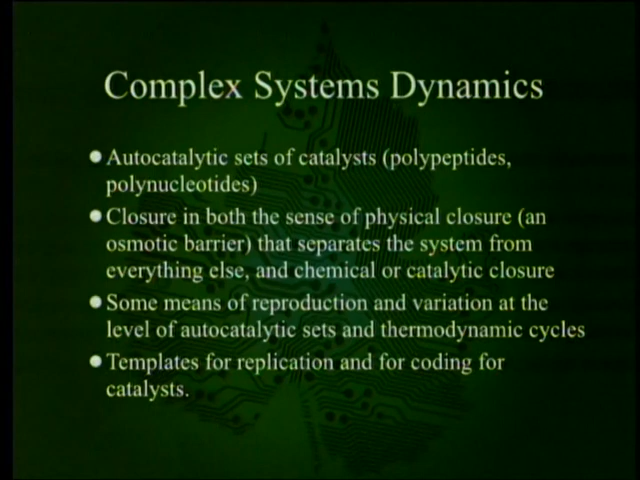 Complex Systems Dynamics
Autocatalytic sets of catalysts (polypeptides,
polynucleotides)
Closure in both the sense of physical closure (an
osmotic barrier) that separates the system from
everything else, and chemical or catalytic closure
Some means of reproduction and variation at the
level of autocatalytic sets and thermodynamic cycles
Templates for replication and for coding for
catalysts.